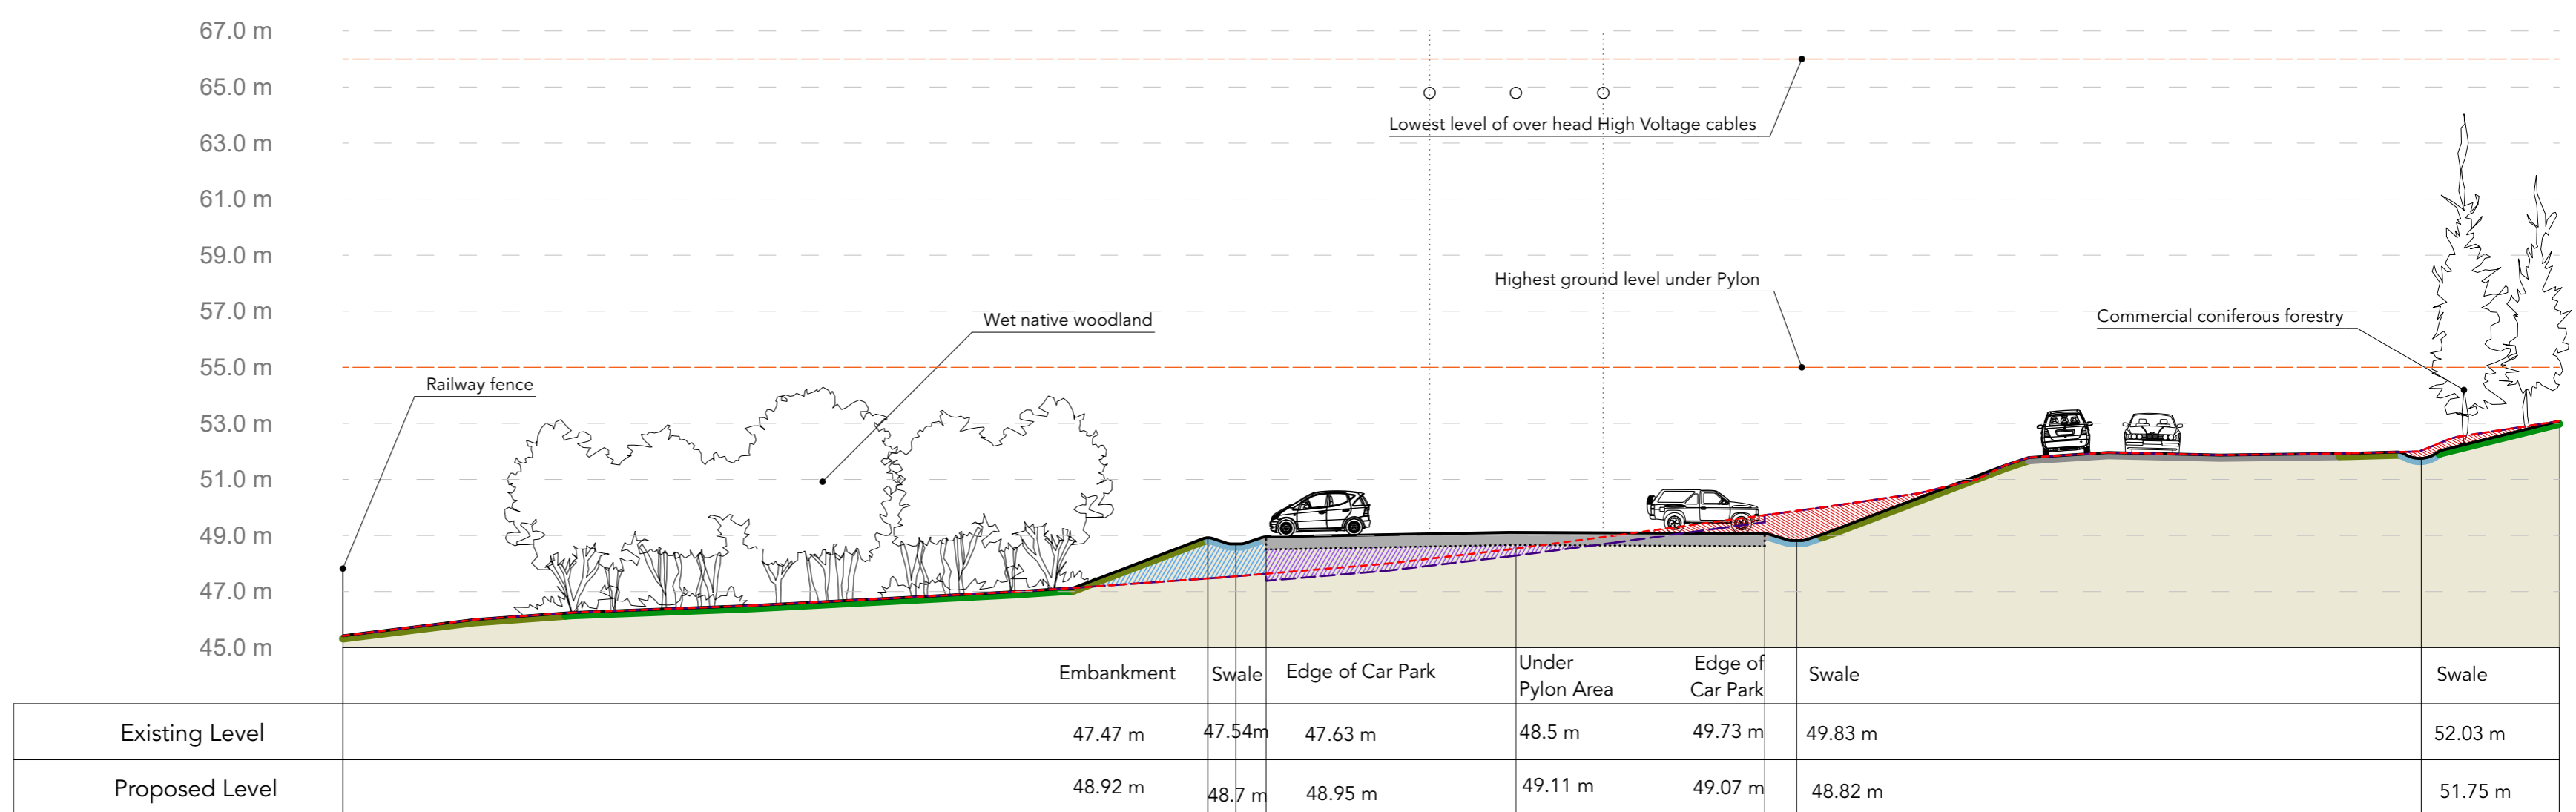 67.0 m
65.0 m
Lowest level of over head High Voltage cables
63.0 m
61.0 m
59.0 m
Highest ground level under Pylon
57.0 m
Wet native woodland
Commercial coniferous forestry
55.0 m
Railway fence
53.0 m
51.0 m
49.0 m
47.0 m
45.0 m
Embankment
Swale
Edge of Car Park
Under
Pylon Area
Edge of
Car Park
Swale
Swale
Existing Level 47.47 m 47.54m 47.63 m 48.5 m 49.73 m 49.83 m 52.03 m
Proposed Level 48.92 m 48.7 m 48.95 m 49.11 m 49.07 m 48.82 m 51.75 m